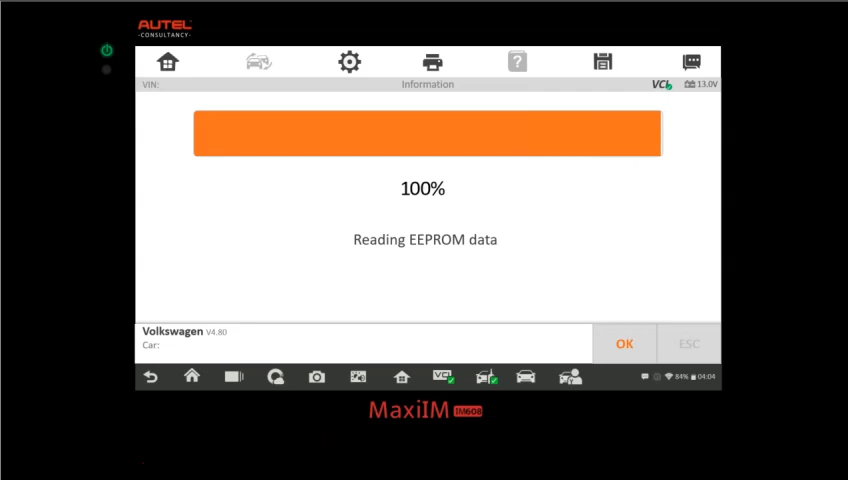 AUTEL
-CONSULTANCY-
?
VIN:
Information
VCI
13.0V
100%
Reading EEPROM data
Volkswagen V4.80
Car:
OK
ESC
VCI
84%
04:04
MaxiIM IM608